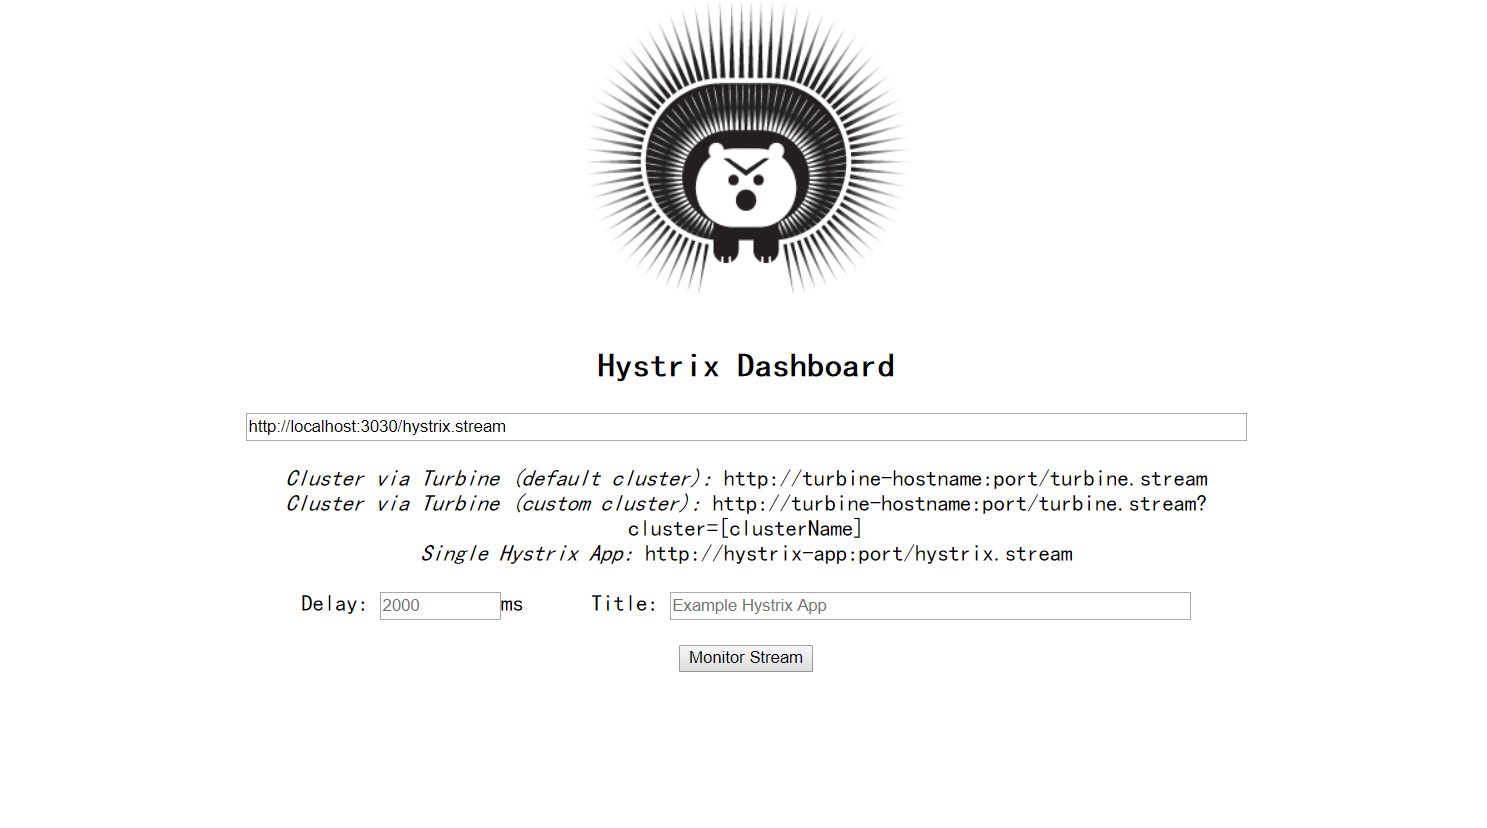 Hystrix Dashboard
http://localhost:3030/hystrix.stream
Cluster via Turbine (default cluster): http://turbine-hostname:port/turbine.stream
Cluster via Turbine (custom cluster): http://turbine-hostname:port/turbine.stream?
cluster=[clusterName]
Single Hystrix App: http://hystrix-app:port/hystrix.stream
Delay: 2000 ms Title: Example Hystrix App
Monitor Stream